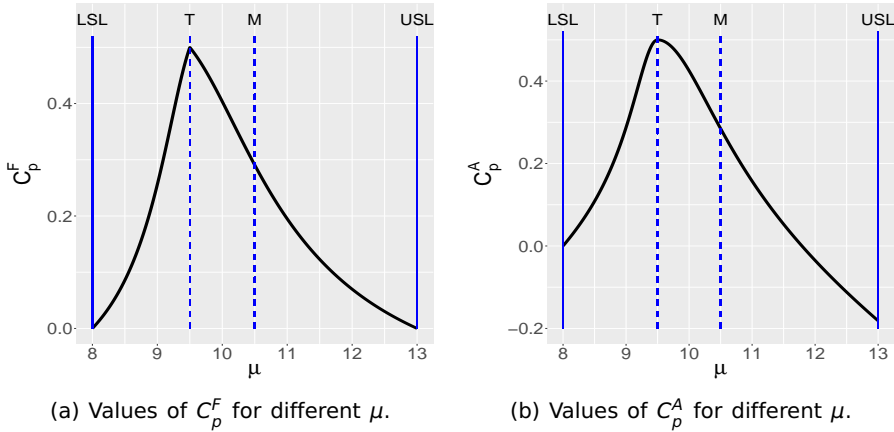 LSL T M USL
0.4
0.2
0.0
C_p^F
8 9 10 11 12 13
μ
(a) Values of C_p^F for different μ.
LSL T M USL
0.4
0.2
0.0
−0.2
C_p^A
8 9 10 11 12 13
μ
(b) Values of C_p^A for different μ.